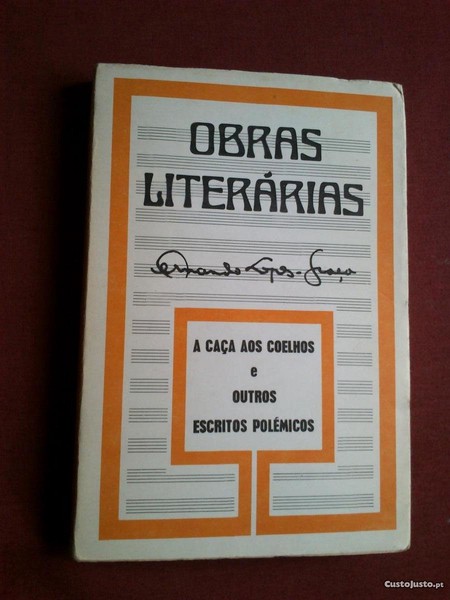 OBRAS
LITERÁRIAS
Fernando Lopes-Graça
A CAÇA AOS COELHOS
e
OUTROS
ESCRITOS POLÉMICOS
CustoJusto.pt